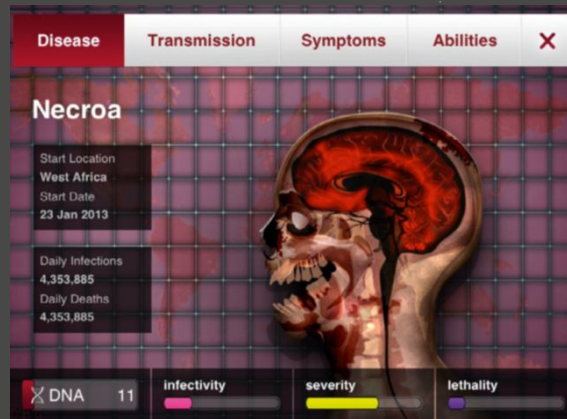 Disease
Transmission
Symptoms
Abilities
X
Necroa
Start Location
West Africa
Start Date
23 Jan 2013
Daily Infections
4,353,885
Daily Deaths
4,353,885
DNA 11
infectivity
severity
lethality